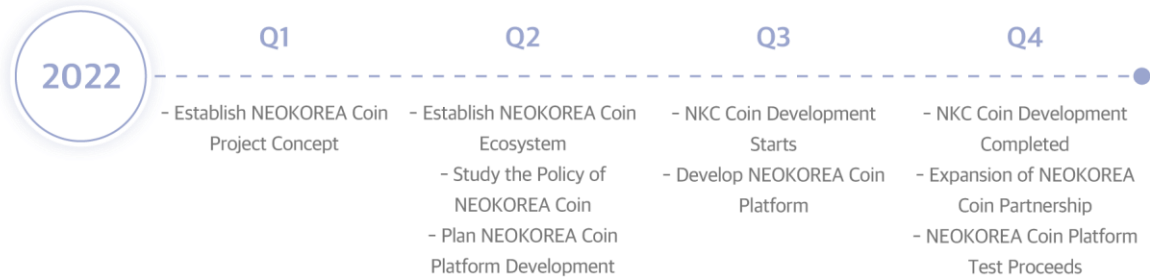 2022
Q1
- Establish NEOKOREA Coin
Project Concept
Q2
- Establish NEOKOREA Coin
Ecosystem
- Study the Policy of
NEOKOREA Coin
- Plan NEOKOREA Coin
Platform Development
Q3
- NKC Coin Development
Starts
- Develop NEOKOREA Coin
Platform
Q4
- NKC Coin Development
Completed
- Expansion of NEOKOREA
Coin Partnership
- NEOKOREA Coin Platform
Test Proceeds